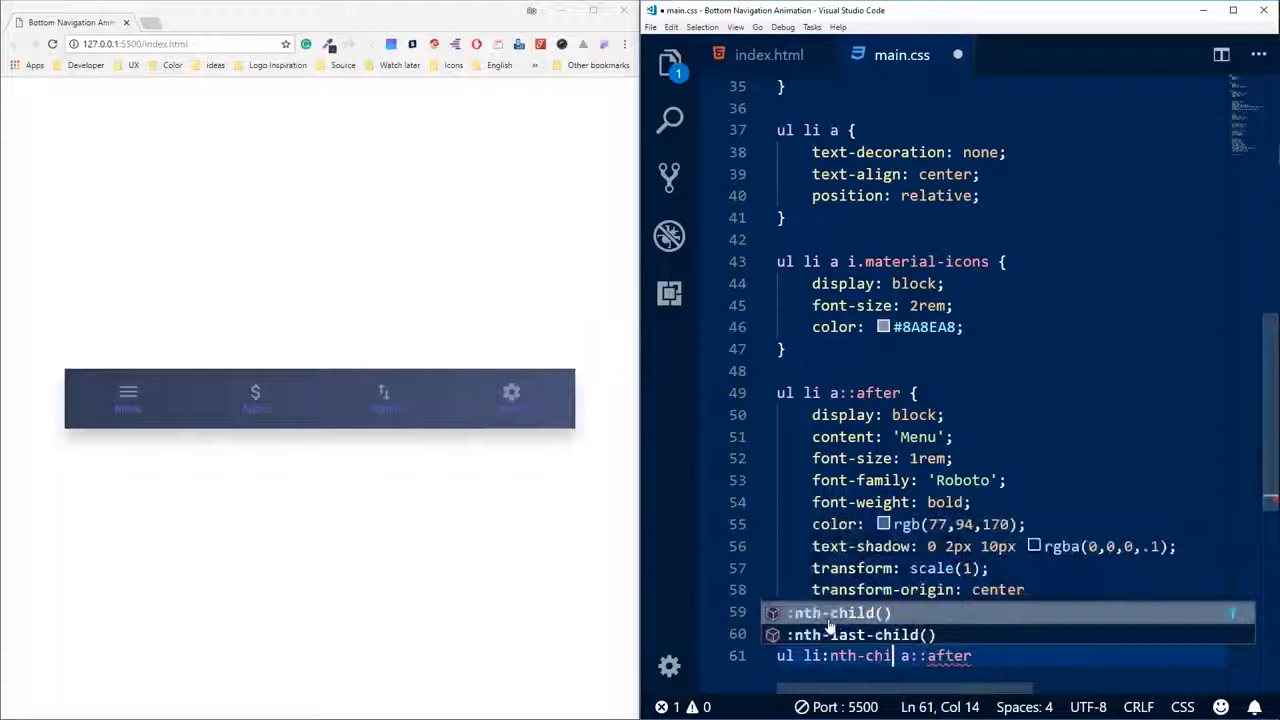 Bottom Navigation Ani
127.0.0.1:5500/index.html
Apps Developer UX Color ideas Logo Inspiration Source Watch later Icons English » Other bookmarks
Menu
● main.css - Bottom Navigation Animation - Visual Studio Code
File Edit Selection View Go Debug Tasks Help
1
index.html main.css
35 }
36
37 ul li a {
38 text-decoration: none;
39 text-align: center;
40 position: relative;
41 }
42
43 ul li a i.material-icons {
44 display: block;
45 font-size: 2rem;
46 color: #8A8EA8;
47 }
48
49 ul li a::after {
50 display: block;
51 content: 'Menu';
52 font-size: 1rem;
53 font-family: 'Roboto';
54 font-weight: bold;
55 color: rgb(77,94,170);
56 text-shadow: 0 2px 10px rgba(0,0,0,.1);
57 transform: scale(1);
58 transform-origin: center
59 :nth-child()
60 :nth-last-child()
61 ul li:nth-chi a::after
1 0 Port : 5500 Ln 61, Col 14 Spaces: 4 UTF-8 CRLF CSS